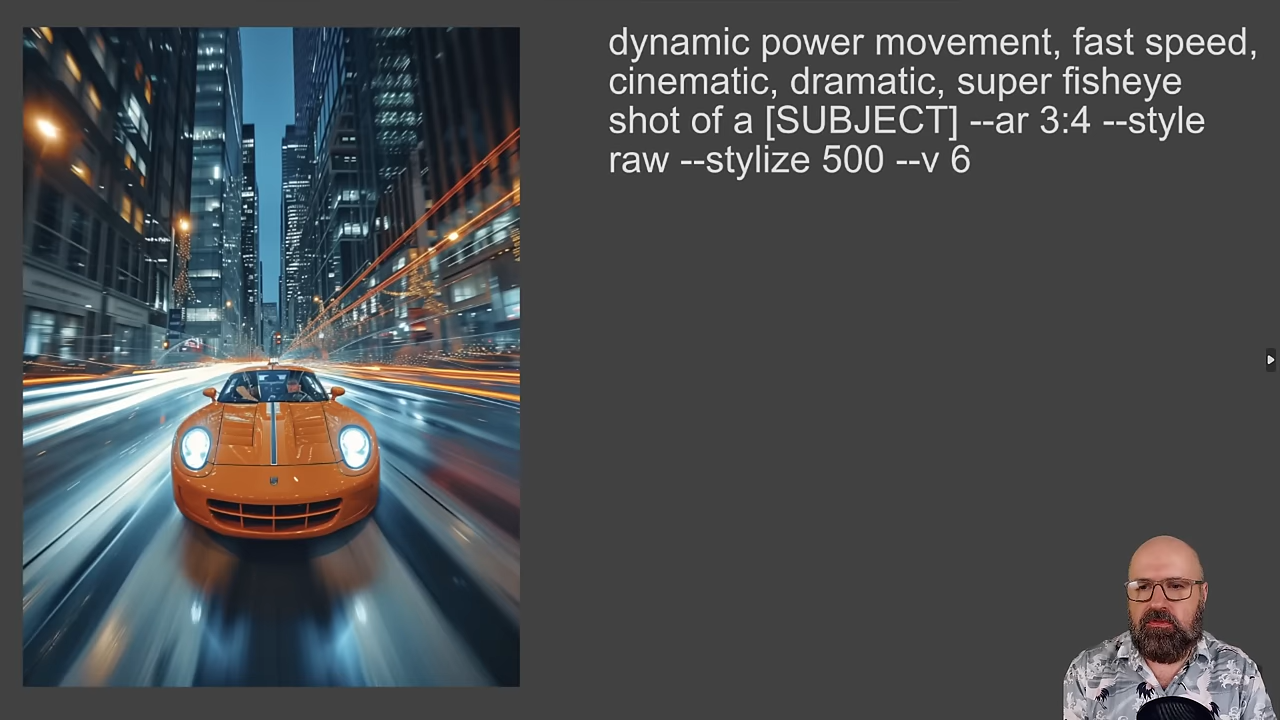 dynamic power movement, fast speed,
cinematic, dramatic, super fisheye
shot of a [SUBJECT] --ar 3:4 --style
raw --stylize 500 --v 6